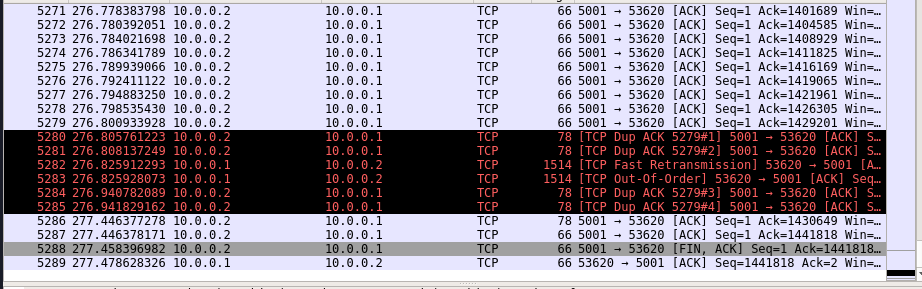 5271 276.778383798 10.0.0.2 10.0.0.1 TCP 66 5001 → 53620 [ACK] Seq=1 Ack=1401689 Win=…
5272 276.780392051 10.0.0.2 10.0.0.1 TCP 66 5001 → 53620 [ACK] Seq=1 Ack=1404585 Win=…
5273 276.784021698 10.0.0.2 10.0.0.1 TCP 66 5001 → 53620 [ACK] Seq=1 Ack=1408929 Win=…
5274 276.786341789 10.0.0.2 10.0.0.1 TCP 66 5001 → 53620 [ACK] Seq=1 Ack=1411825 Win=…
5275 276.789939066 10.0.0.2 10.0.0.1 TCP 66 5001 → 53620 [ACK] Seq=1 Ack=1416169 Win=…
5276 276.792411122 10.0.0.2 10.0.0.1 TCP 66 5001 → 53620 [ACK] Seq=1 Ack=1419065 Win=…
5277 276.794883250 10.0.0.2 10.0.0.1 TCP 66 5001 → 53620 [ACK] Seq=1 Ack=1421961 Win=…
5278 276.798535430 10.0.0.2 10.0.0.1 TCP 66 5001 → 53620 [ACK] Seq=1 Ack=1426305 Win=…
5279 276.800933928 10.0.0.2 10.0.0.1 TCP 66 5001 → 53620 [ACK] Seq=1 Ack=1429201 Win=…
5280 276.805761223 10.0.0.2 10.0.0.1 TCP 78 [TCP Dup ACK 5279#1] 5001 → 53620 [ACK] S…
5281 276.808137249 10.0.0.2 10.0.0.1 TCP 78 [TCP Dup ACK 5279#2] 5001 → 53620 [ACK] S…
5282 276.825912293 10.0.0.1 10.0.0.2 TCP 1514 [TCP Fast Retransmission] 53620 → 5001 [A…
5283 276.825928073 10.0.0.1 10.0.0.2 TCP 1514 [TCP Out-Of-Order] 53620 → 5001 [ACK] Seq…
5284 276.940782089 10.0.0.2 10.0.0.1 TCP 78 [TCP Dup ACK 5279#3] 5001 → 53620 [ACK] S…
5285 276.941829162 10.0.0.2 10.0.0.1 TCP 78 [TCP Dup ACK 5279#4] 5001 → 53620 [ACK] S…
5286 277.446377278 10.0.0.2 10.0.0.1 TCP 78 5001 → 53620 [ACK] Seq=1 Ack=1430649 Win=…
5287 277.446378171 10.0.0.2 10.0.0.1 TCP 66 5001 → 53620 [ACK] Seq=1 Ack=1441818 Win=…
5288 277.458396982 10.0.0.2 10.0.0.1 TCP 66 5001 → 53620 [FIN, ACK] Seq=1 Ack=1441818…
5289 277.478628326 10.0.0.1 10.0.0.2 TCP 66 53620 → 5001 [ACK] Seq=1441818 Ack=2 Win=…